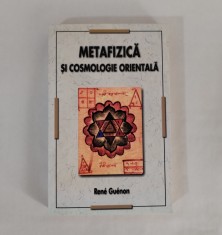 METAFIZICĂ
ȘI COSMOLOGIE ORIENTALĂ
René Guénon